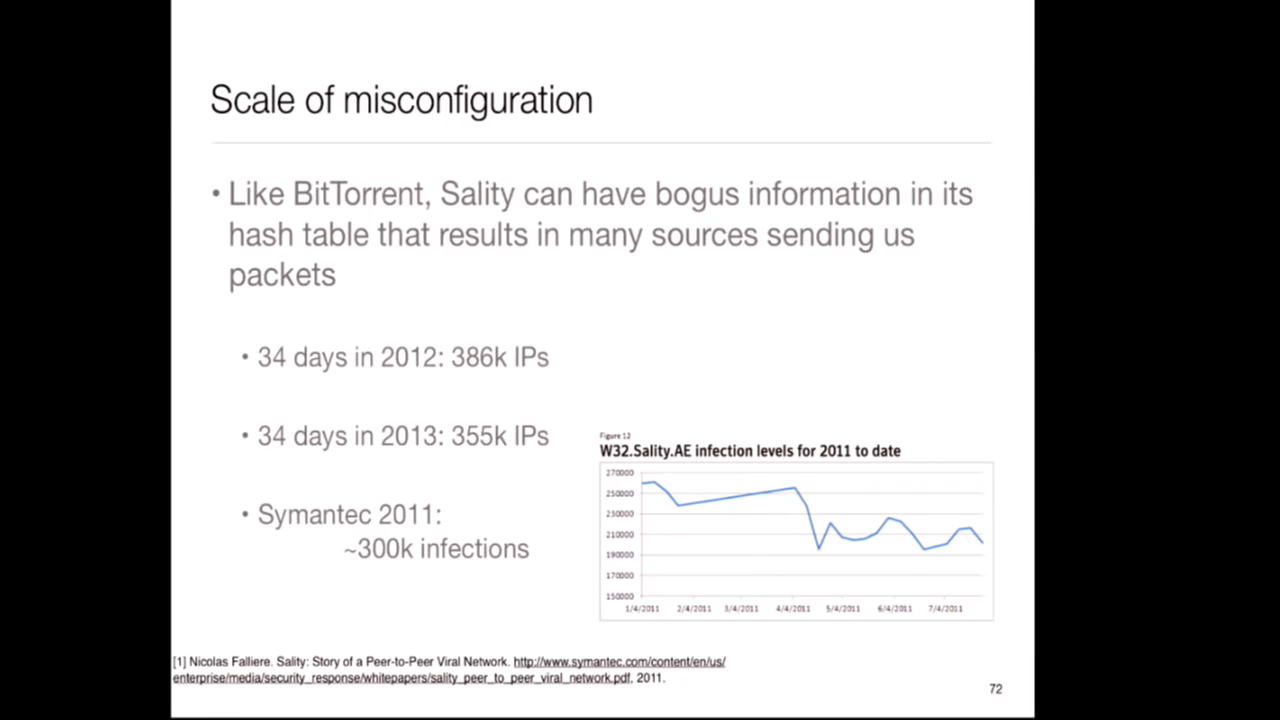 Scale of misconfiguration
• Like BitTorrent, Sality can have bogus information in its
hash table that results in many sources sending us
packets
• 34 days in 2012: 386k IPs
• 34 days in 2013: 355k IPs
• Symantec 2011:
~300k infections
Figure 12
W32.Sality.AE infection levels for 2011 to date
270000
250000
230000
210000
190000
170000
150000
1/4/2011 2/4/2011 3/4/2011 4/4/2011 5/4/2011 6/4/2011 7/4/2011
[1] Nicolas Falliere. Sality: Story of a Peer-to-Peer Viral Network. http://www.symantec.com/content/en/us/
enterprise/media/security_response/whitepapers/sality_peer_to_peer_viral_network.pdf, 2011.
72